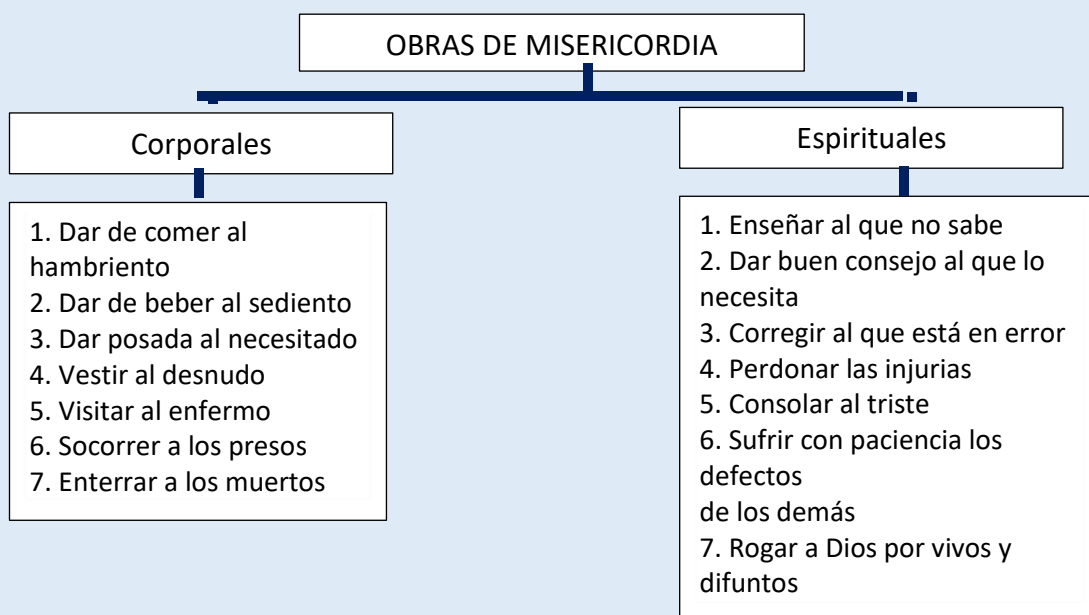 OBRAS DE MISERICORDIA
Corporales
1. Dar de comer al
hambriento
2. Dar de beber al sediento
3. Dar posada al necesitado
4. Vestir al desnudo
5. Visitar al enfermo
6. Socorrer a los presos
7. Enterrar a los muertos
Espirituales
1. Enseñar al que no sabe
2. Dar buen consejo al que lo
necesita
3. Corregir al que está en error
4. Perdonar las injurias
5. Consolar al triste
6. Sufrir con paciencia los
defectos
de los demás
7. Rogar a Dios por vivos y
difuntos